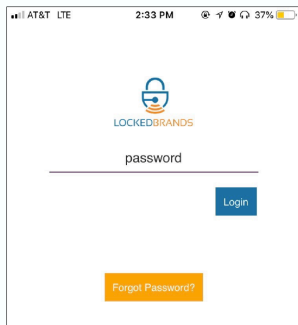 AT&T LTE 2:33 PM 37%
LOCKEDBRANDS
password
Login
Forgot Password?